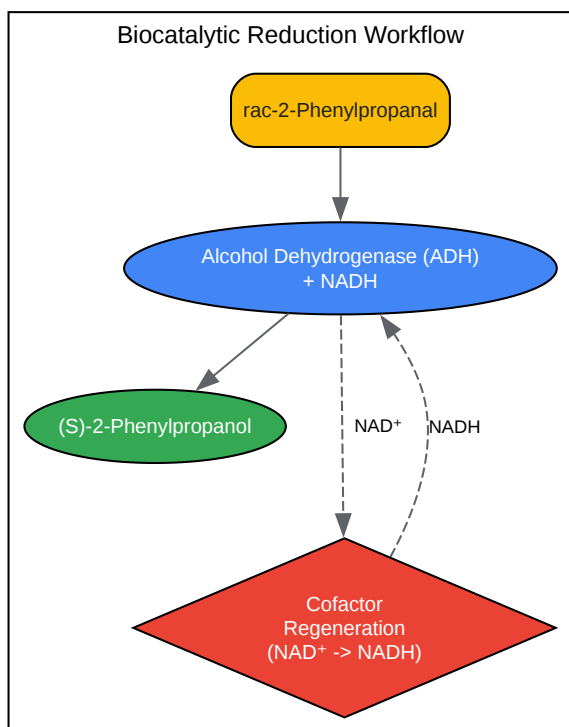 Biocatalytic Reduction Workflow
rac-2-Phenylpropanal
Alcohol Dehydrogenase (ADH)
+ NADH
(S)-2-Phenylpropanol
NAD⁺
NADH
Cofactor
Regeneration
(NAD⁺ -> NADH)